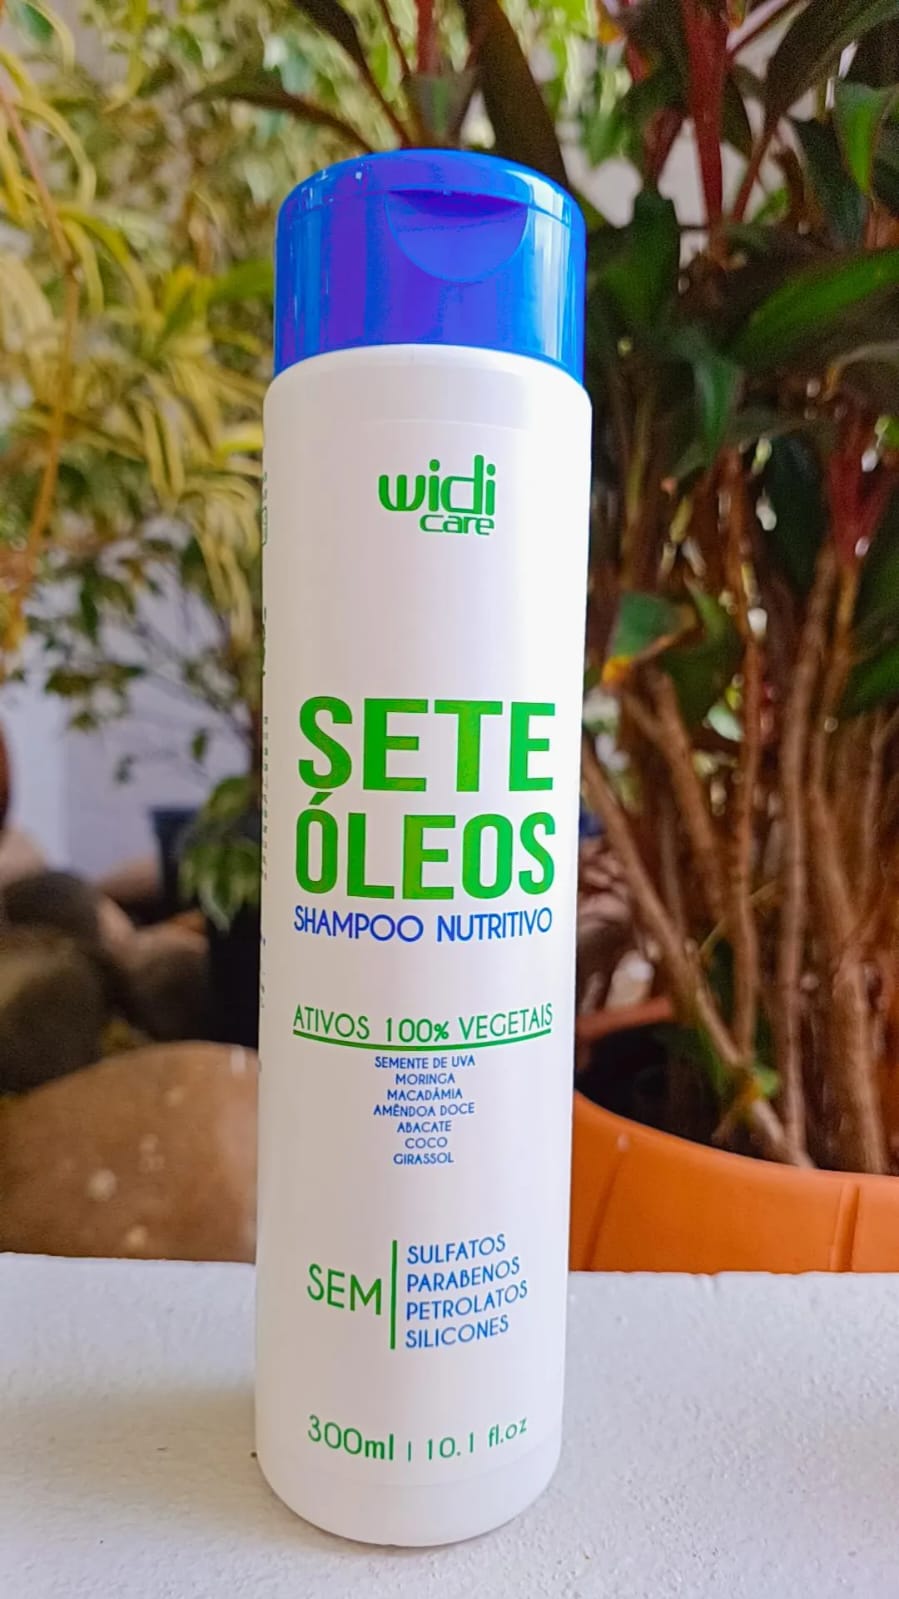 widi
care
SETE
ÓLEOS
SHAMPOO NUTRITIVO
ATIVOS 100% VEGETAIS
SEMENTE DE UVA
MORINGA
MACADÂMIA
AMÊNDOA DOCE
ABACATE
COCO
GIRASSOL
SEM
SULFATOS
PARABENOS
PETROLATOS
SILICONES
300ml | 10.1 fl.oz